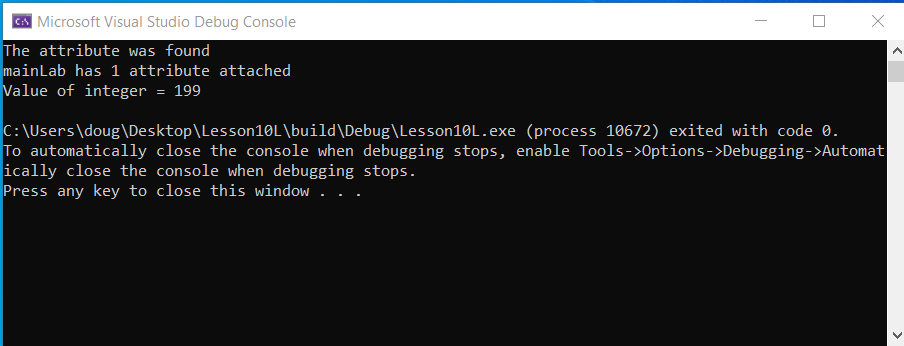 Microsoft Visual Studio Debug Console
The attribute was found
mainLab has 1 attribute attached
Value of integer = 199
C:\Users\doug\Desktop\Lesson10L\build\Debug\Lesson10L.exe (process 10672) exited with code 0.
To automatically close the console when debugging stops, enable Tools->Options->Debugging->Automat
ically close the console when debugging stops.
Press any key to close this window . . .